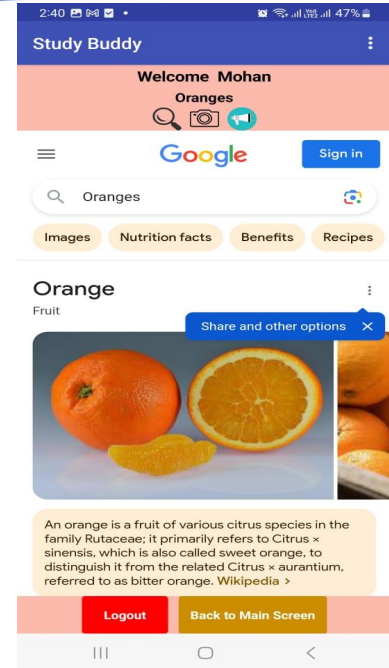 2:40
47%
Study Buddy
Welcome Mohan
Oranges
Google
Sign in
Oranges
Images Nutrition facts Benefits Recipes
Orange
Fruit
Share and other options ×
An orange is a fruit of various citrus species in the
family Rutaceae; it primarily refers to Citrus ×
sinensis, which is also called sweet orange, to
distinguish it from the related Citrus × aurantium,
referred to as bitter orange. Wikipedia >
Logout Back to Main Screen